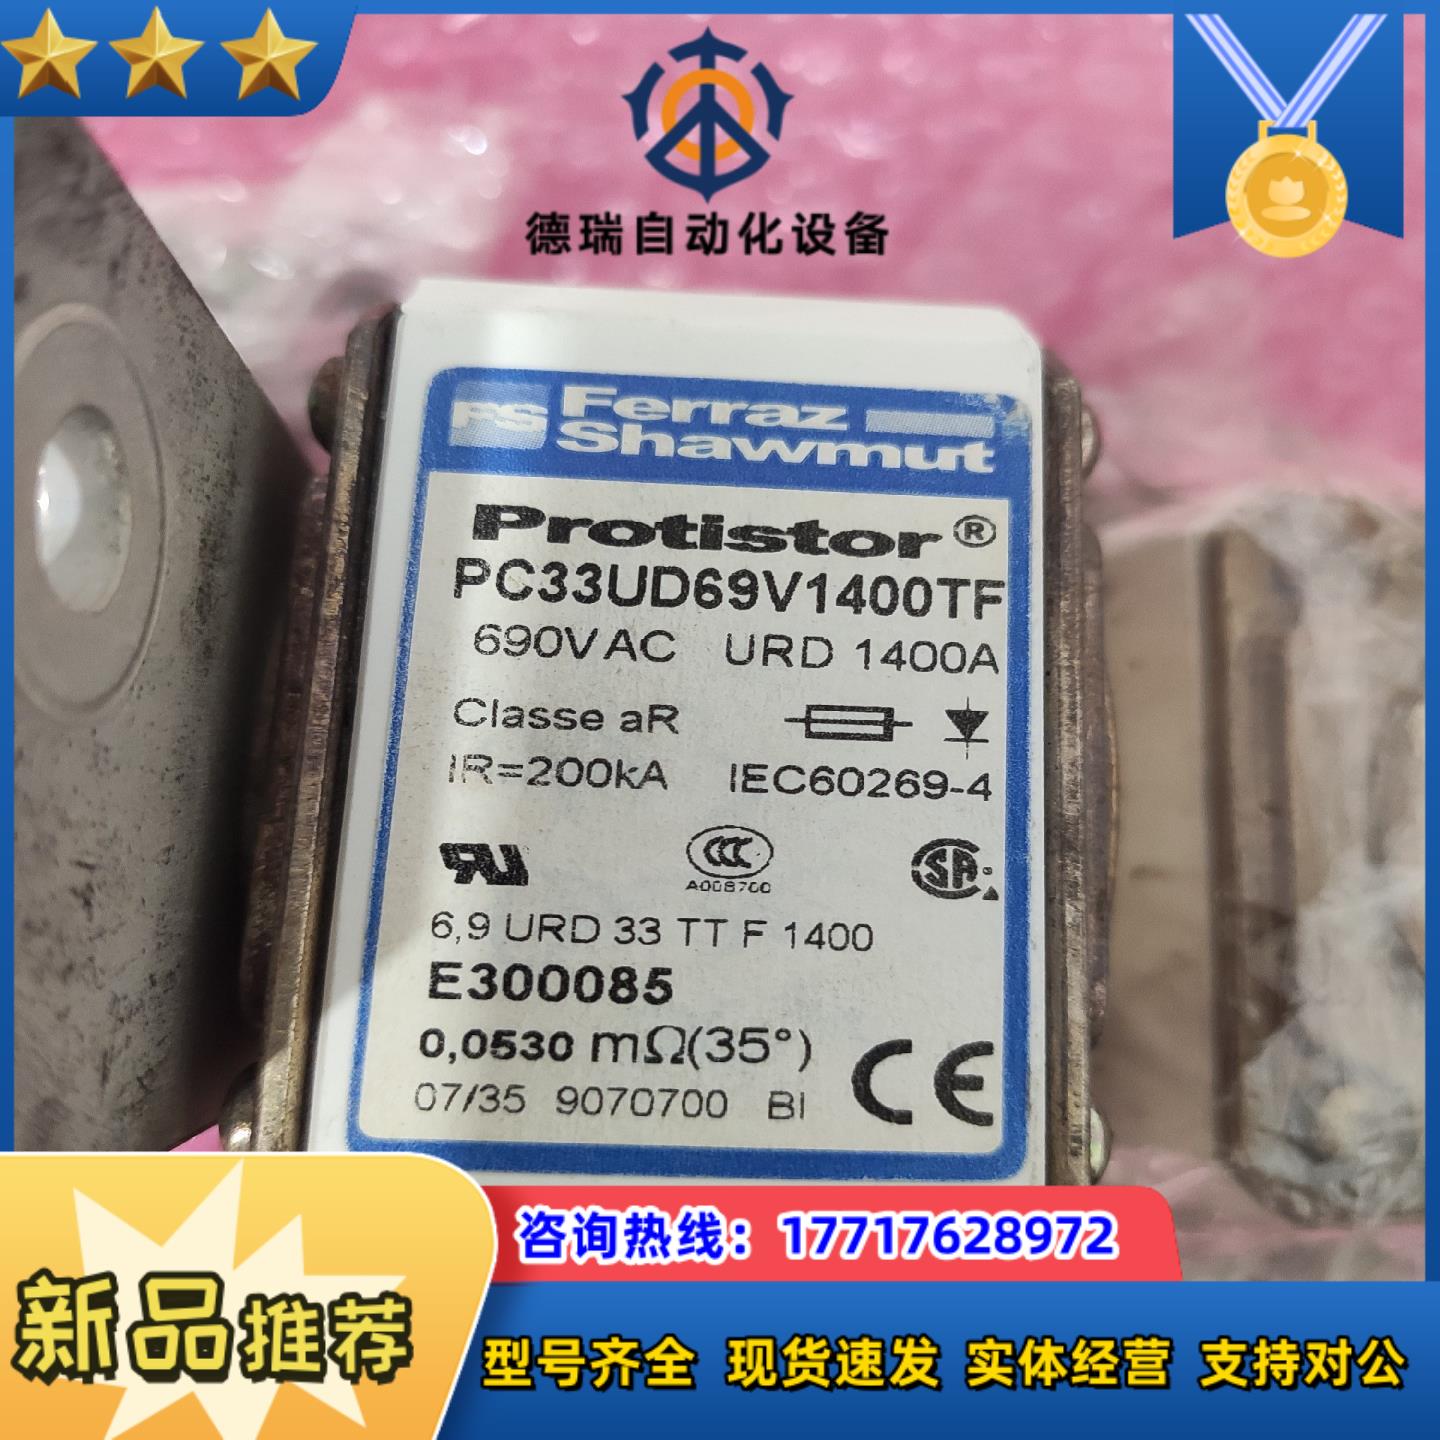 德瑞自动化设备
FS Ferraz
Shawmut
Protistor®
PC33UD69V1400TF
690VAC URD 1400A
Classe aR
IR=200kA IEC60269-4
A008700
6,9 URD 33 TT F 1400
E300085
0,0530 mΩ(35°)
07/35 9070700 BI
CE
咨询热线：17717628972
新品推荐
型号齐全 现货速发 实体经营 支持对公